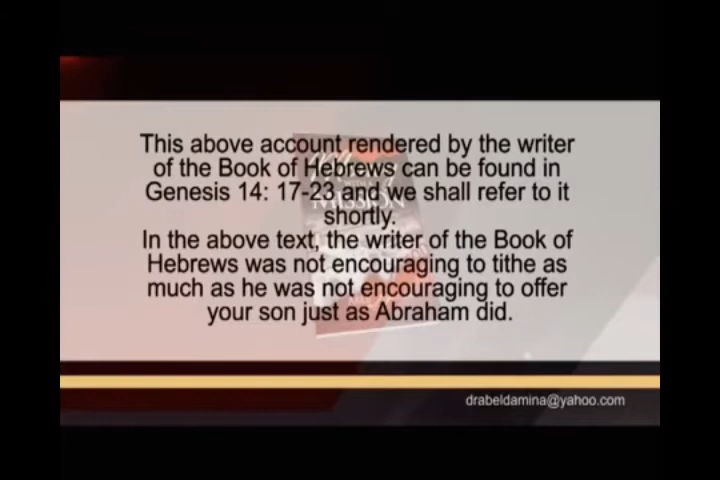 This above account rendered by the writer
of the Book of Hebrews can be found in
Genesis 14: 17-23 and we shall refer to it
shortly.
In the above text, the writer of the Book of
Hebrews was not encouraging to tithe as
much as he was not encouraging to offer
your son just as Abraham did.
MISSION
drabeldamina@yahoo.com